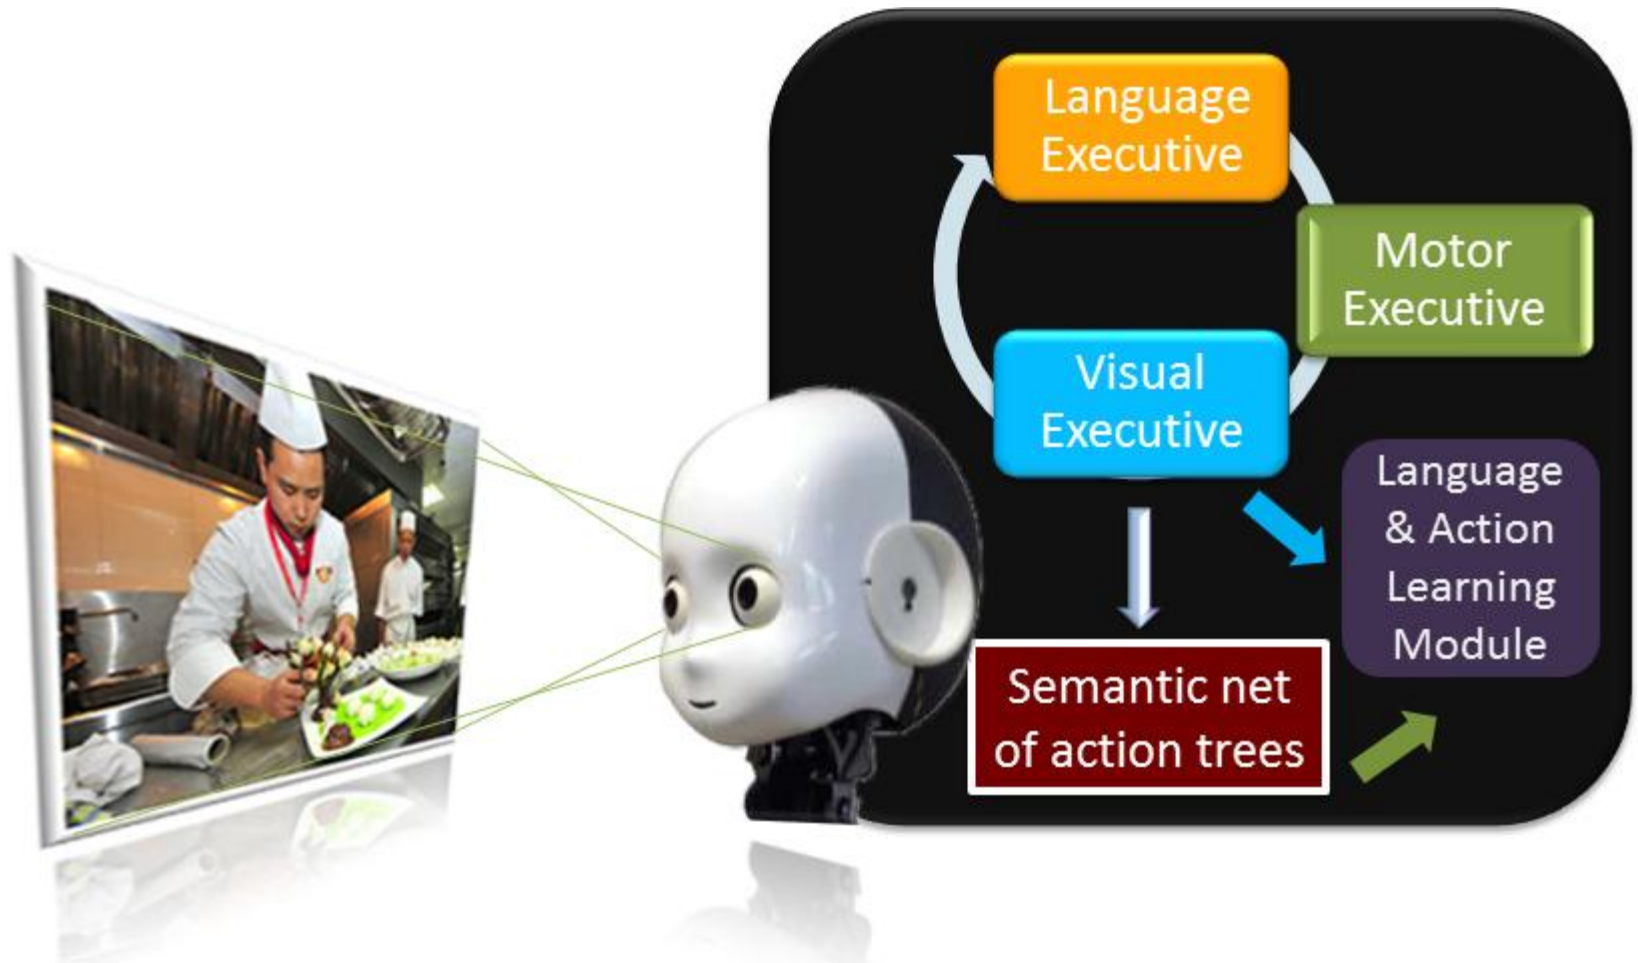 Language
Executive
Motor
Executive
Visual
Executive
Language
& Action
Learning
Module
Semantic net
of action trees